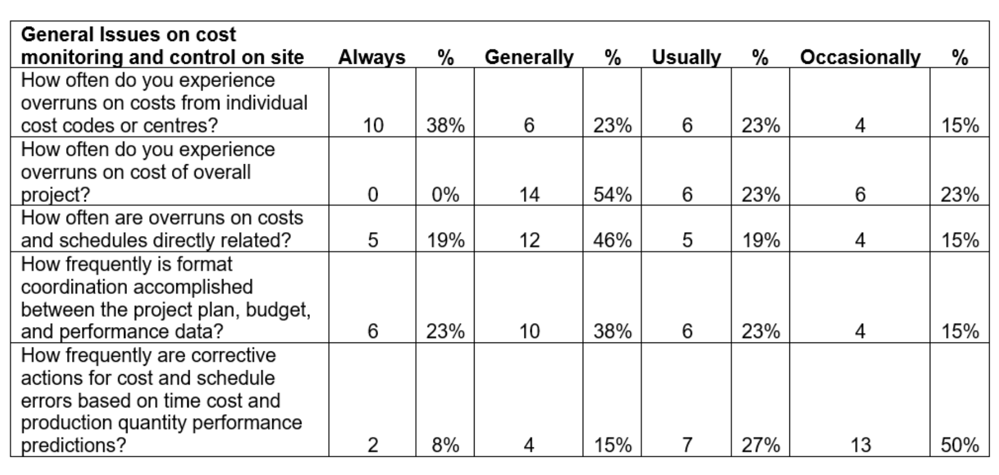 General Issues on cost
monitoring and control on site Always % Generally % Usually % Occasionally %
How often do you experience
overruns on costs from individual
cost codes or centres? 10 38% 6 23% 6 23% 4 15%
How often do you experience
overruns on cost of overall
project? 0 0% 14 54% 6 23% 6 23%
How often are overruns on costs
and schedules directly related? 5 19% 12 46% 5 19% 4 15%
How frequently is format
coordination accomplished
between the project plan, budget,
and performance data? 6 23% 10 38% 6 23% 4 15%
How frequently are corrective
actions for cost and schedule
errors based on time cost and
production quantity performance
predictions? 2 8% 4 15% 7 27% 13 50%